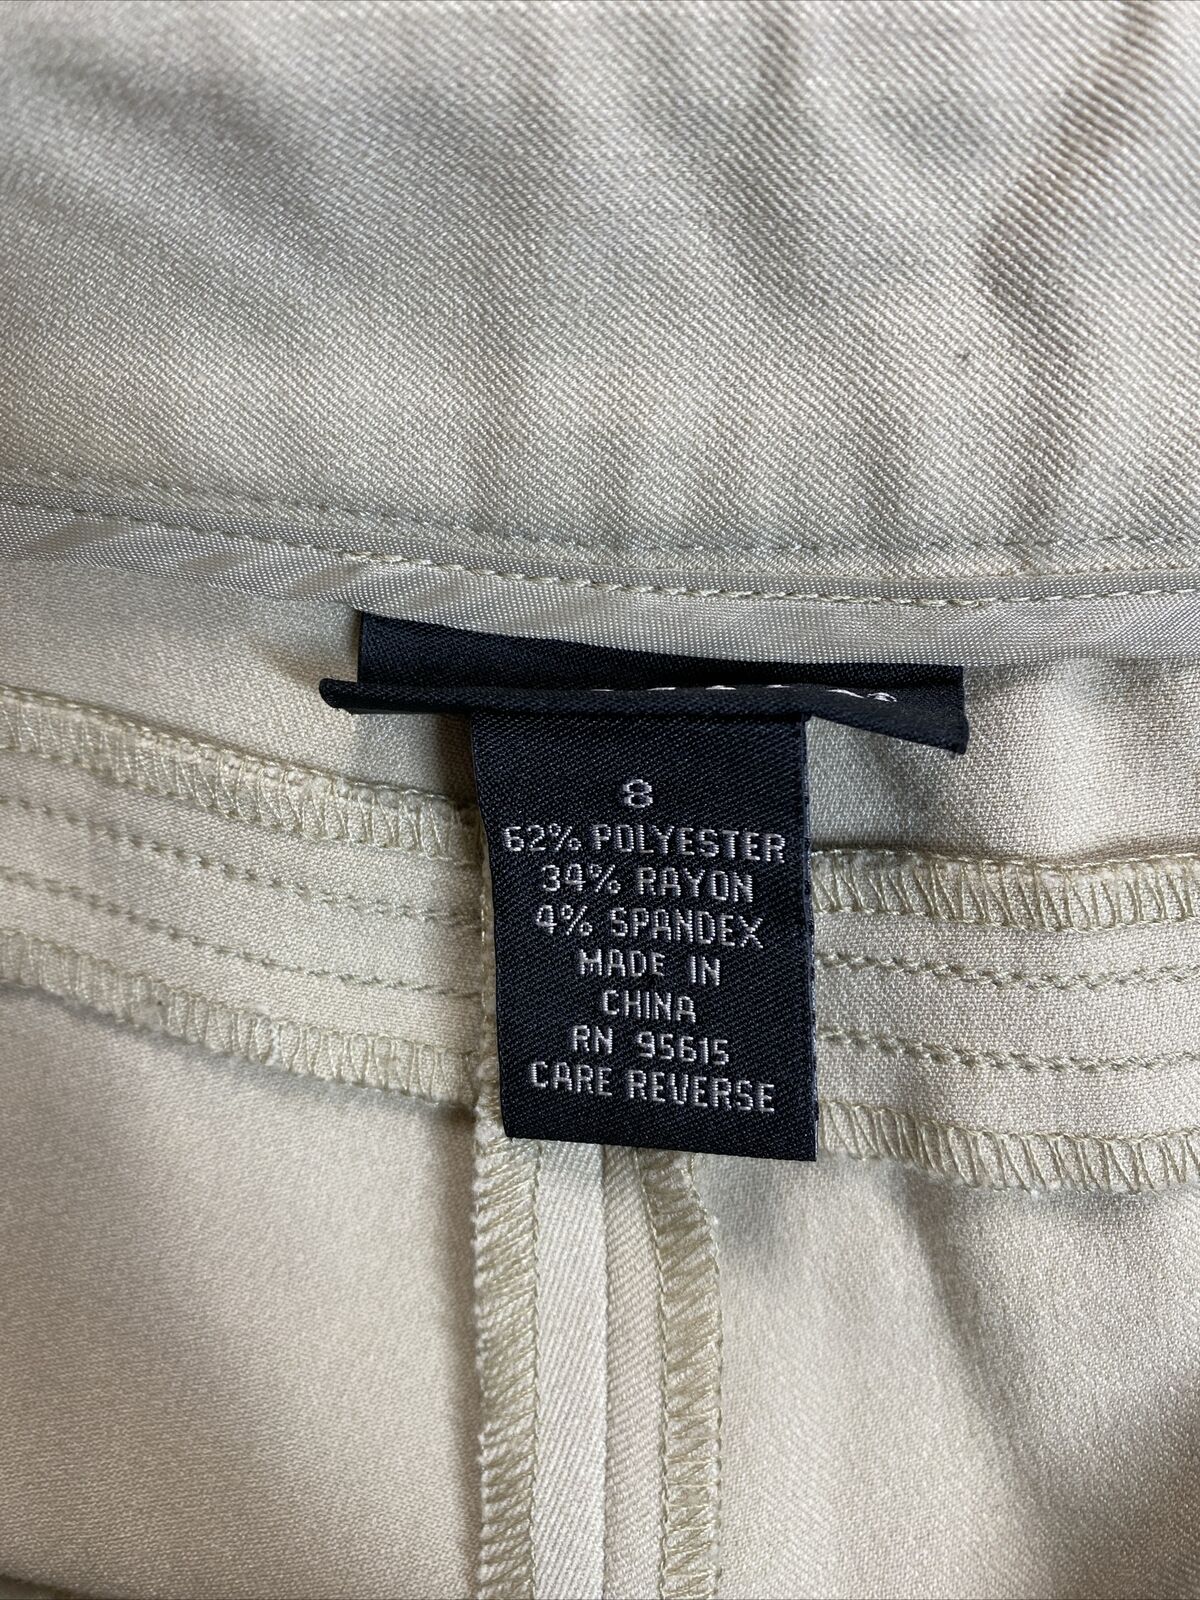 8
62% POLYESTER
34% RAYON
4% SPANDEX
MADE IN
CHINA
RN 95615
CARE REVERSE